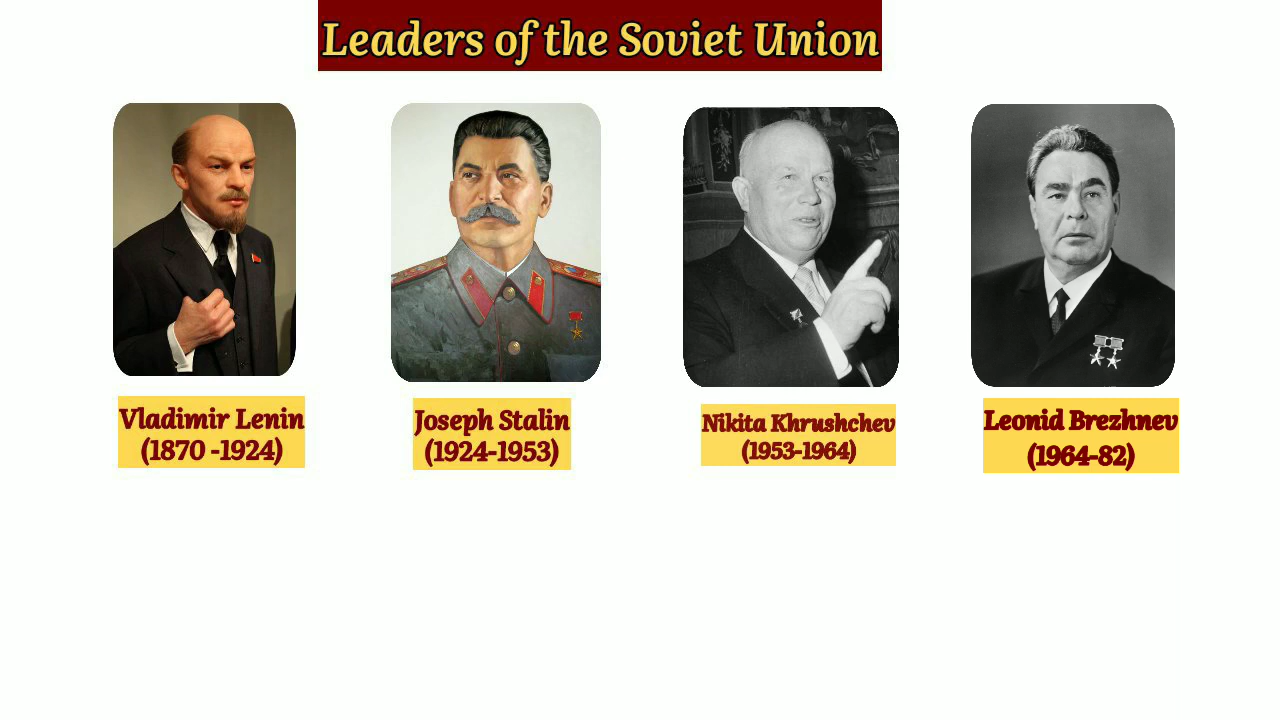 Leaders of the Soviet Union
Vladimir Lenin
(1870 -1924)
Joseph Stalin
(1924-1953)
Nikita Khrushchev
(1953-1964)
Leonid Brezhnev
(1964-82)